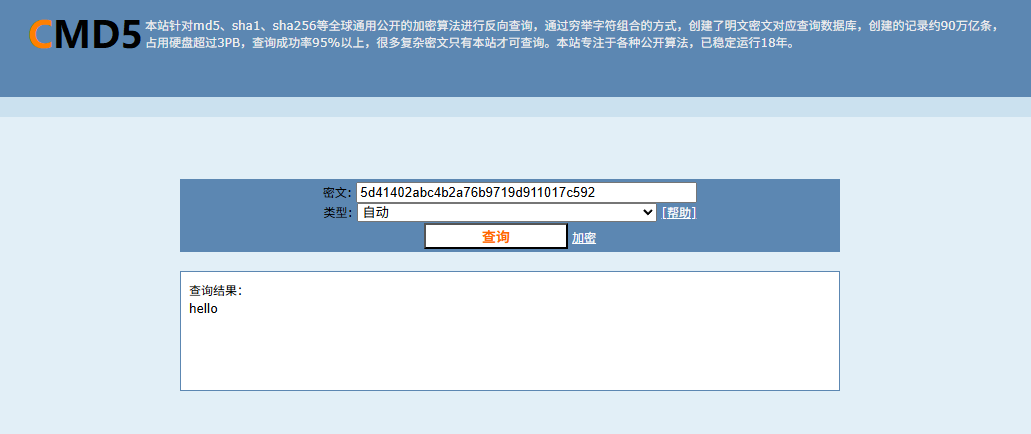 CMD5
本站针对md5、sha1、sha256等全球通用公开的加密算法进行反向查询，通过穷举字符组合的方式，创建了明文密文对应查询数据库，创建的记录约90万亿条，
占用硬盘超过3PB，查询成功率95%以上，很多复杂密文只有本站才可查询。本站专注于各种公开算法，已稳定运行18年。
密文: 5d41402abc4b2a76b9719d911017c592
类型: 自动 [帮助]
查询 加密
查询结果:
hello